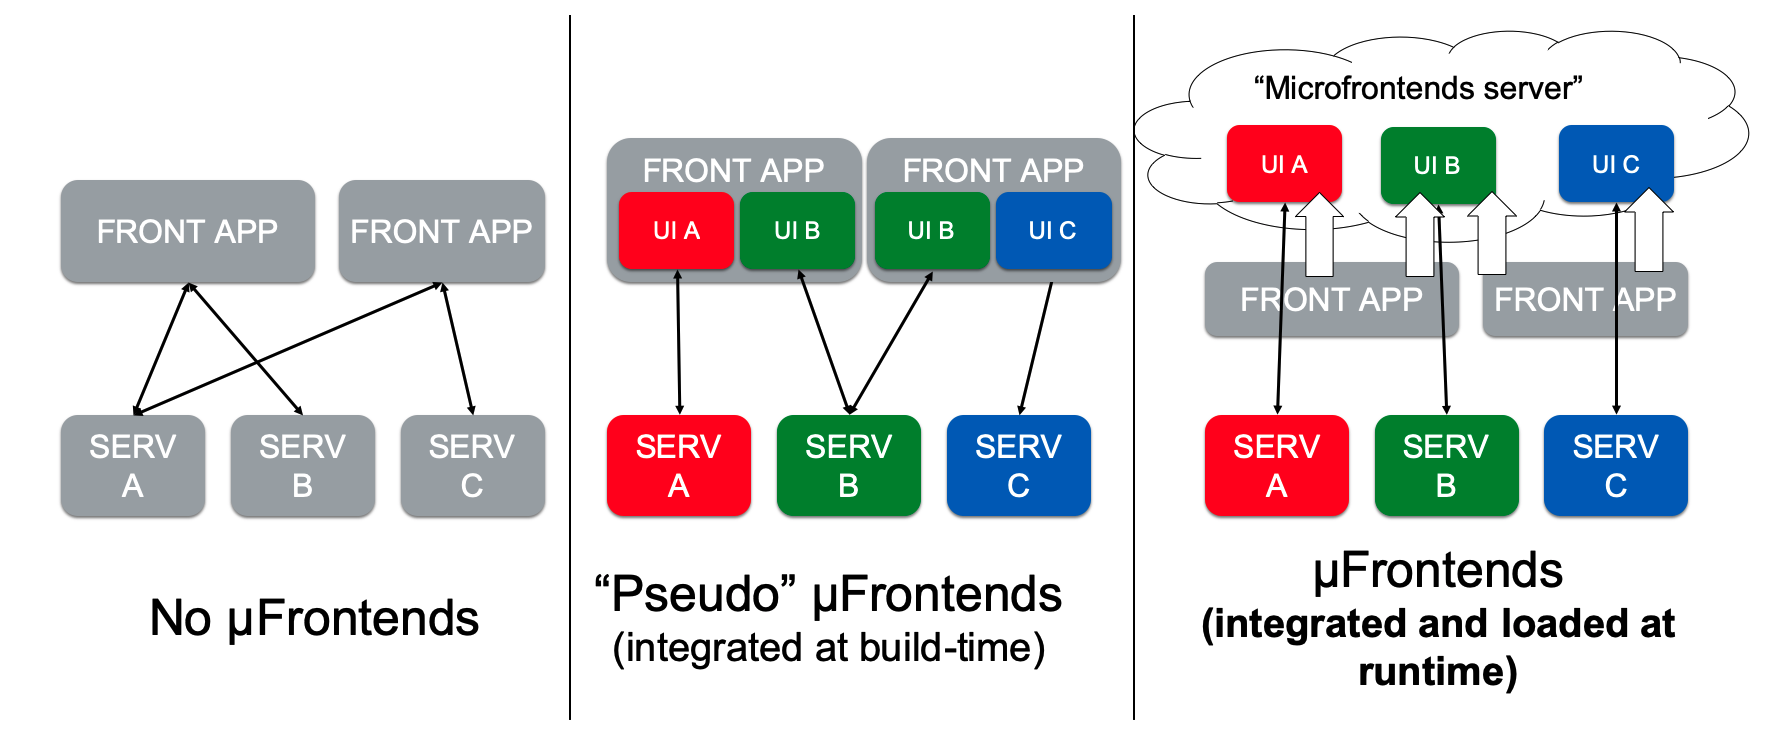 FRONT APP
FRONT APP
SERV
A
SERV
B
SERV
C
No µFrontends
FRONT APP
FRONT APP
UI A
UI B
UI B
UI C
SERV
A
SERV
B
SERV
C
“Pseudo” µFrontends
(integrated at build-time)
“Microfrontends server”
UI A
UI B
UI C
FRONT APP
FRONT APP
SERV
A
SERV
B
SERV
C
µFrontends
(integrated and loaded at
runtime)